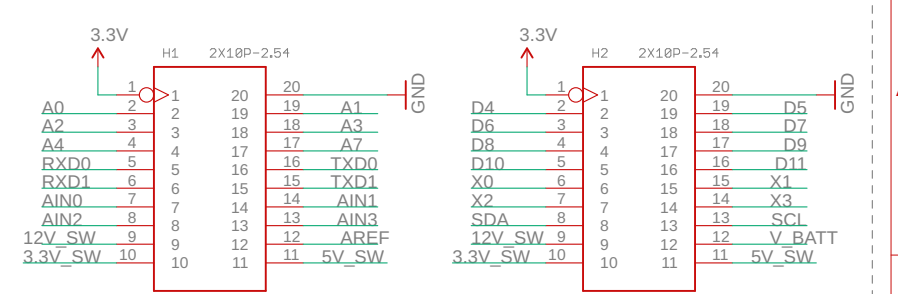 3.3V 3.3V
H1 2X10P-2.54 H2 2X10P-2.54
1 1 20 20 GND 1 1 20 20 GND
A0 2 2 19 19 A1 D4 2 2 19 19 D5
A2 3 3 18 18 A3 D6 3 3 18 18 D7
A4 4 4 17 17 A7 D8 4 4 17 17 D9
RXD0 5 5 16 16 TXD0 D10 5 5 16 16 D11
RXD1 6 6 15 15 TXD1 X0 6 6 15 15 X1
AIN0 7 7 14 14 AIN1 X2 7 7 14 14 X3
AIN2 8 8 13 13 AIN3 SDA 8 8 13 13 SCL
12V_SW 9 9 12 12 AREF 12V_SW 9 9 12 12 V_BATT
3.3V_SW 10 10 11 11 5V_SW 3.3V_SW 10 10 11 11 5V_SW